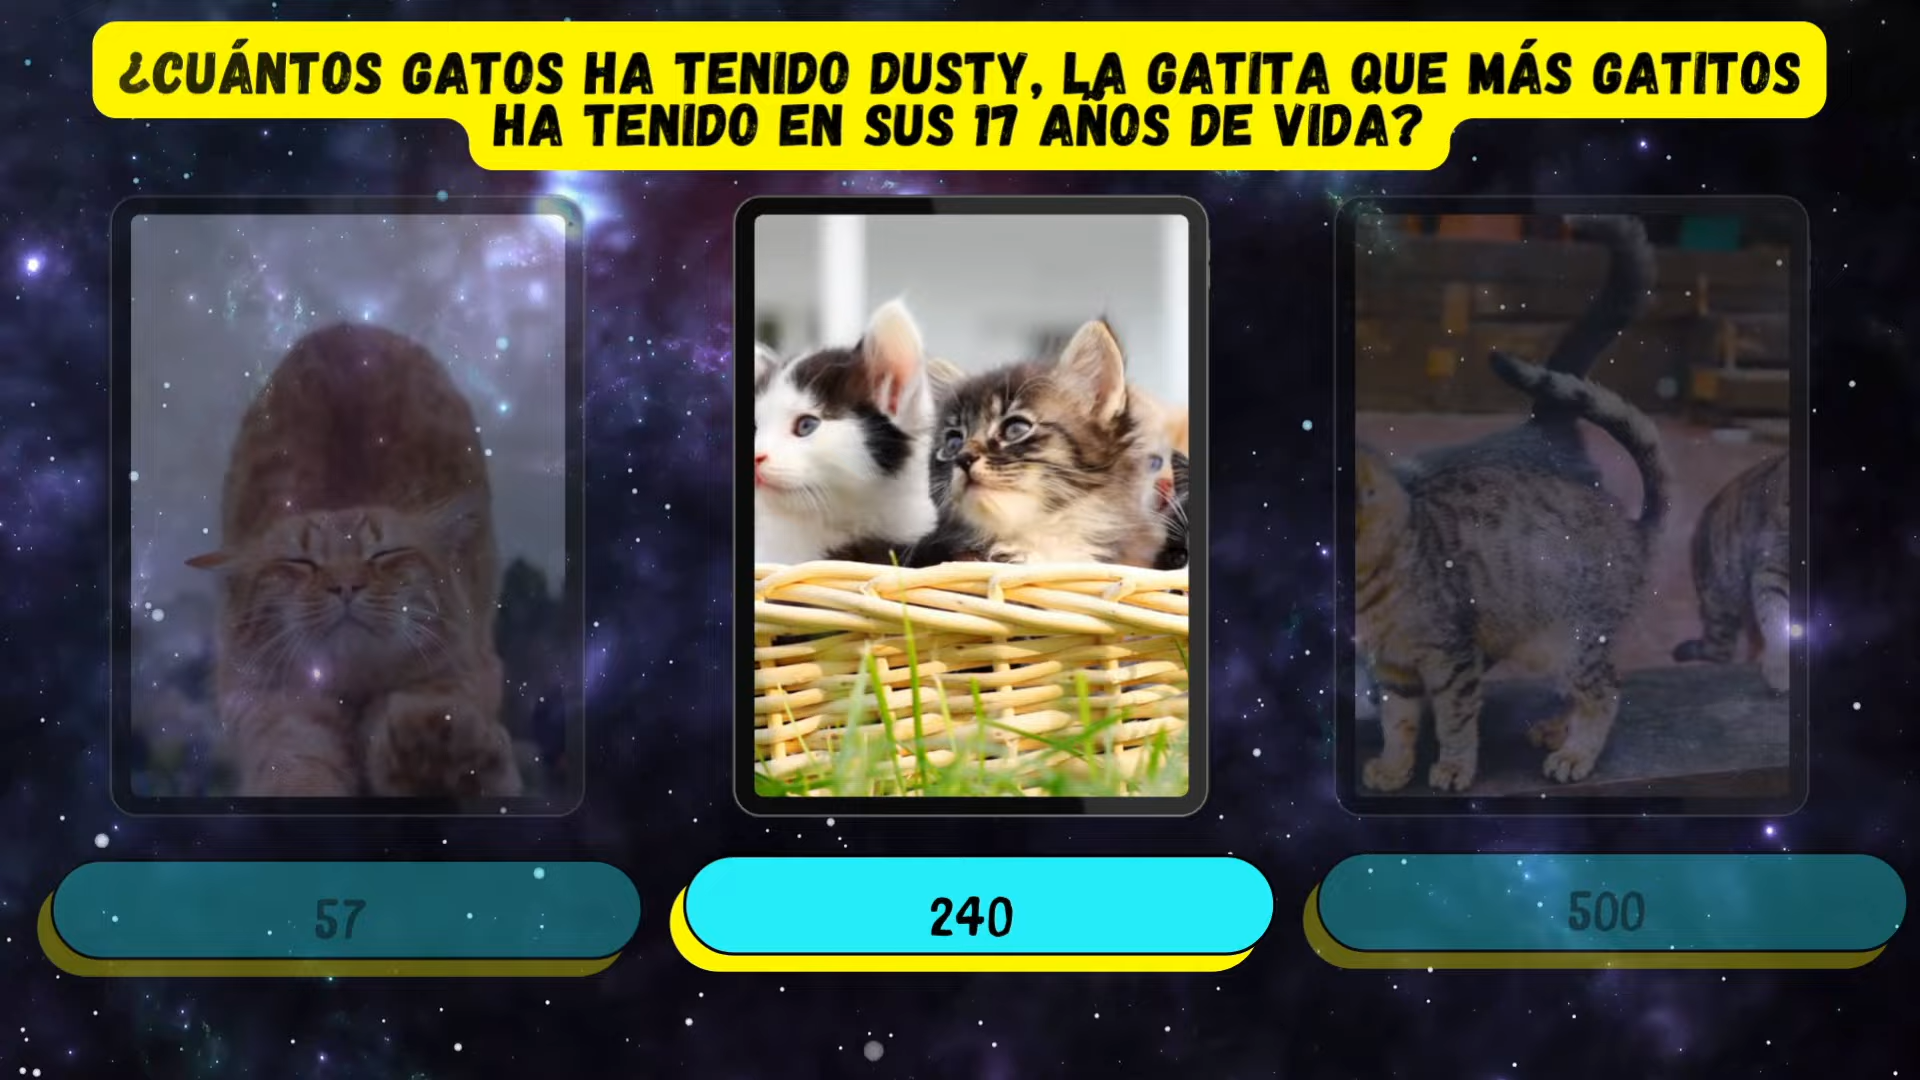 ¿CUÁNTOS GATOS HA TENIDO DUSTY, LA GATITA QUE MÁS GATITOS
HA TENIDO EN SUS 17 AÑOS DE VIDA?
57
240
500